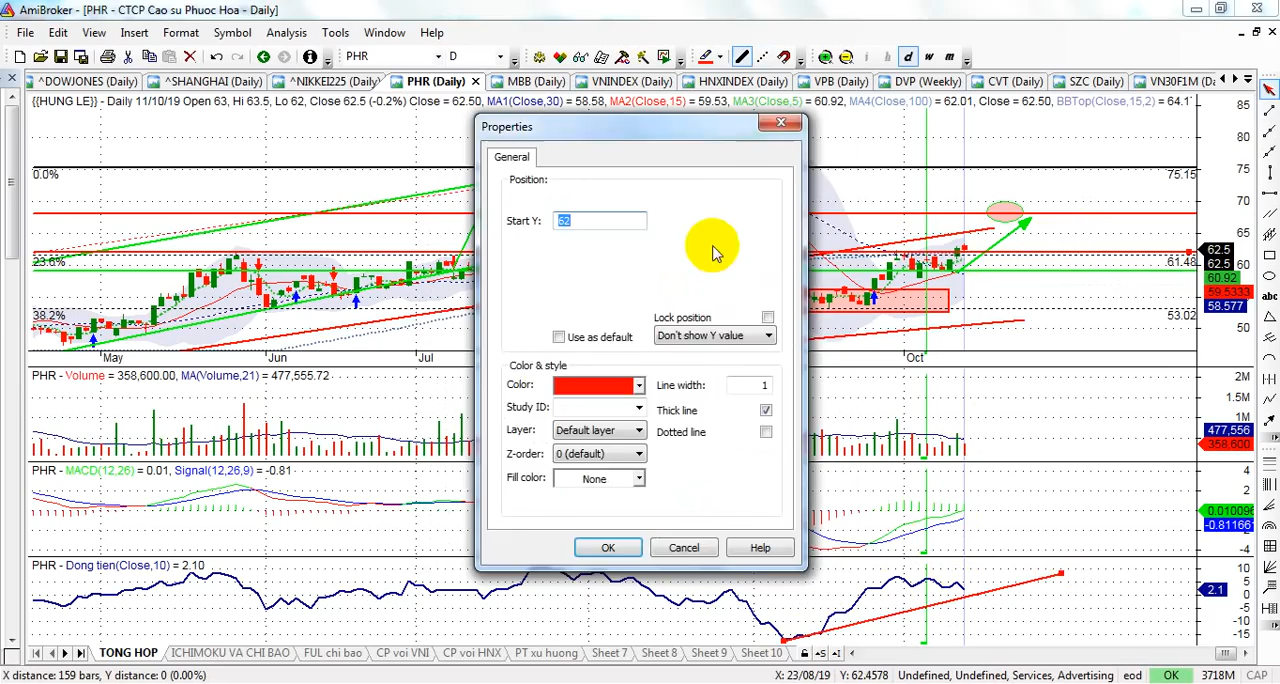 AmiBroker - [PHR - CTCP Cao su Phuoc Hoa - Daily]
File Edit View Insert Format Symbol Analysis Tools Window Help
PHR D i h d w m
^DOWJONES (Daily) ^SHANGHAI (Daily) ^NIKKEI225 (Daily) PHR (Daily) MBB (Daily) VNINDEX (Daily) HNXINDEX (Daily) VPB (Daily) DVP (Weekly) CVT (Daily) SZC (Daily) VN30F1M (Da
{{HUNG LE}} - Daily 11/10/19 Open 63, Hi 63.5, Lo 62, Close 62.5 (-0.2%) Close = 62.50, MA1(Close,30) = 58.58, MA2(Close,15) = 59.53, MA3(Close,5) = 60.92, MA4(Close,100) = 62.01, Close = 62.50, BBTop(Close,15,2) = 64.1
85
80
75
75.15
70
65
62.5
62.5
61.48
60
60.92
59.5333
58.577
53.02
50
0.0%
23.6%
38.2%
May Jun Jul Oct
Properties
General
Position:
Start Y: 62
Lock position
Use as default Don't show Y value
Color & style
Color: Line width: 1
Study ID: Thick line
Layer: Default layer Dotted line
Z-order: 0 (default)
Fill color: None
OK Cancel Help
abc
PHR - Volume = 358,600.00, MA(Volume,21) = 477,555.72
2M
1.5M
1M
477,556
358,600
PHR - MACD(12,26) = 0.01, Signal(12,26,9) = -0.81
4
2
0.010096
-0.81166
-4
PHR - Dong tien(Close,10) = 2.10
10
5
2.1
0
-5
-10
-15
TONG HOP ICHIMOKU VA CHI BAO FUL chi bao CP voi VNI CP voi HNX PT xu huong Sheet 7 Sheet 8 Sheet 9 Sheet 10
X distance: 159 bars, Y distance: 0 (0.00%) X: 23/08/19 Y: 62.4578 Undefined, Undefined, Services, Advertising eod OK 3718M CAP